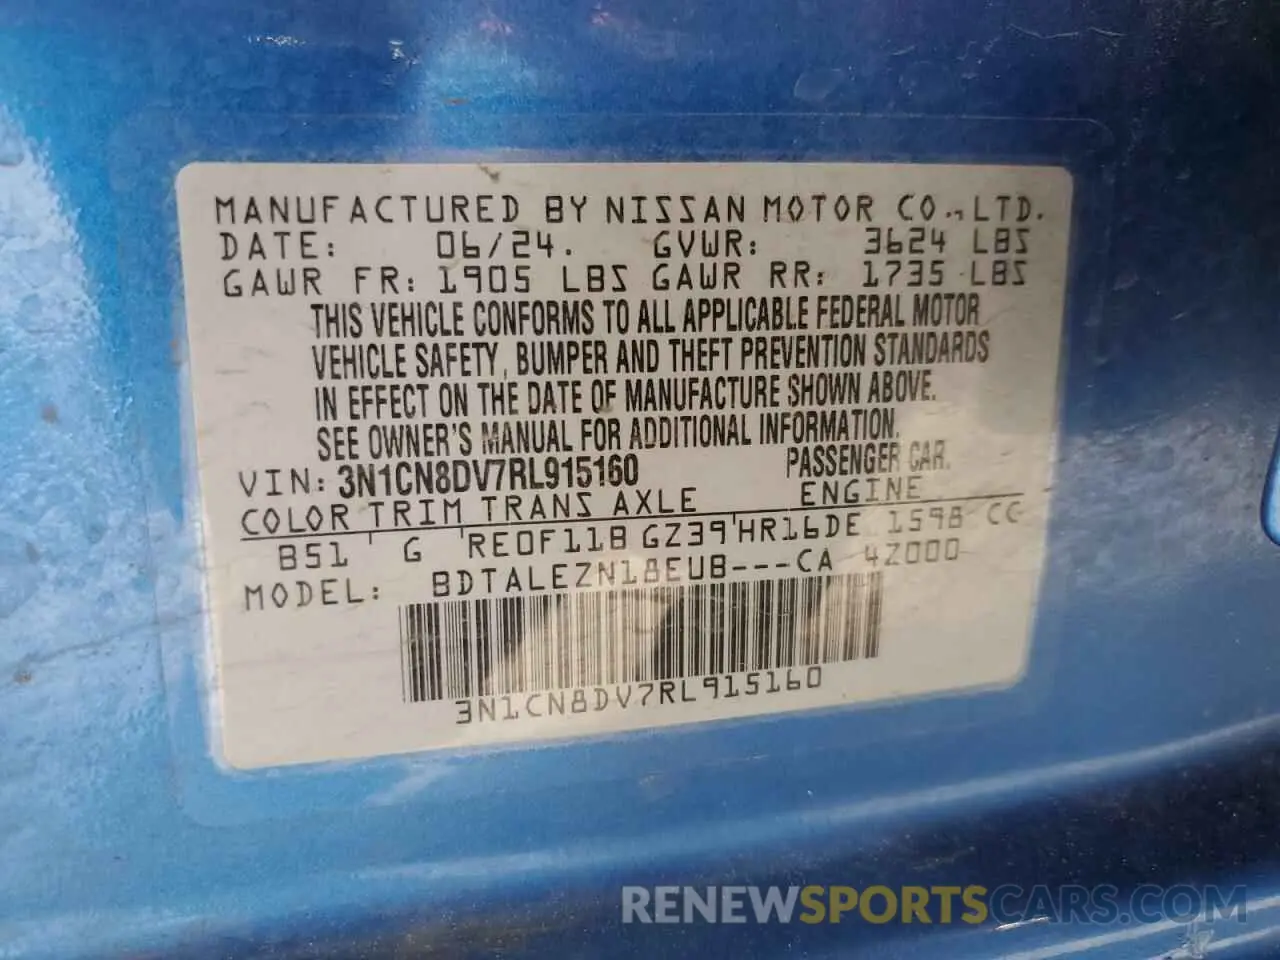 MANUFACTURED BY NISSAN MOTOR CO., LTD.
DATE: 06/24. GVWR: 3624 LBS
GAWR FR: 1905 LBS GAWR RR: 1735 LBS
THIS VEHICLE CONFORMS TO ALL APPLICABLE FEDERAL MOTOR
VEHICLE SAFETY, BUMPER AND THEFT PREVENTION STANDARDS
IN EFFECT ON THE DATE OF MANUFACTURE SHOWN ABOVE.
SEE OWNER'S MANUAL FOR ADDITIONAL INFORMATION.
VIN: 3N1CN8DV7RL915160 PASSENGER CAR.
COLOR TRIM TRANS AXLE ENGINE
B51 G RE0F11B GZ39 HR16DE 1598 CC
MODEL: BDTALEZN18EUB---CA 4Z000
3N1CN8DV7RL915160
RENEWSPORTSCARS.COM